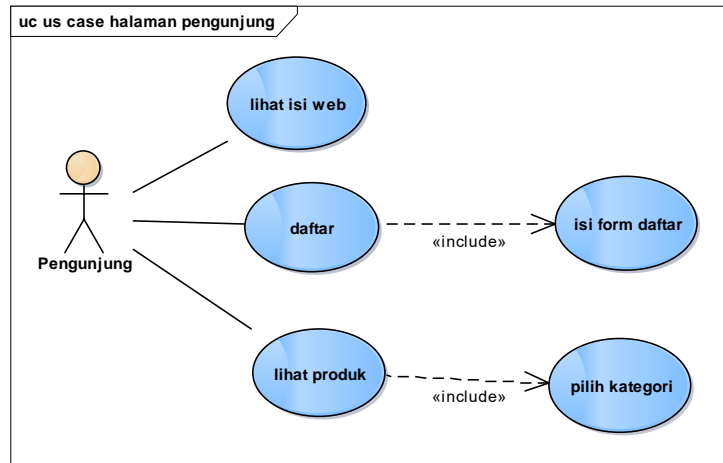 uc us case halaman pengunjung
lihat isi web
daftar
«include»
isi form daftar
Pengunjung
lihat produk
«include»
pilih kategori